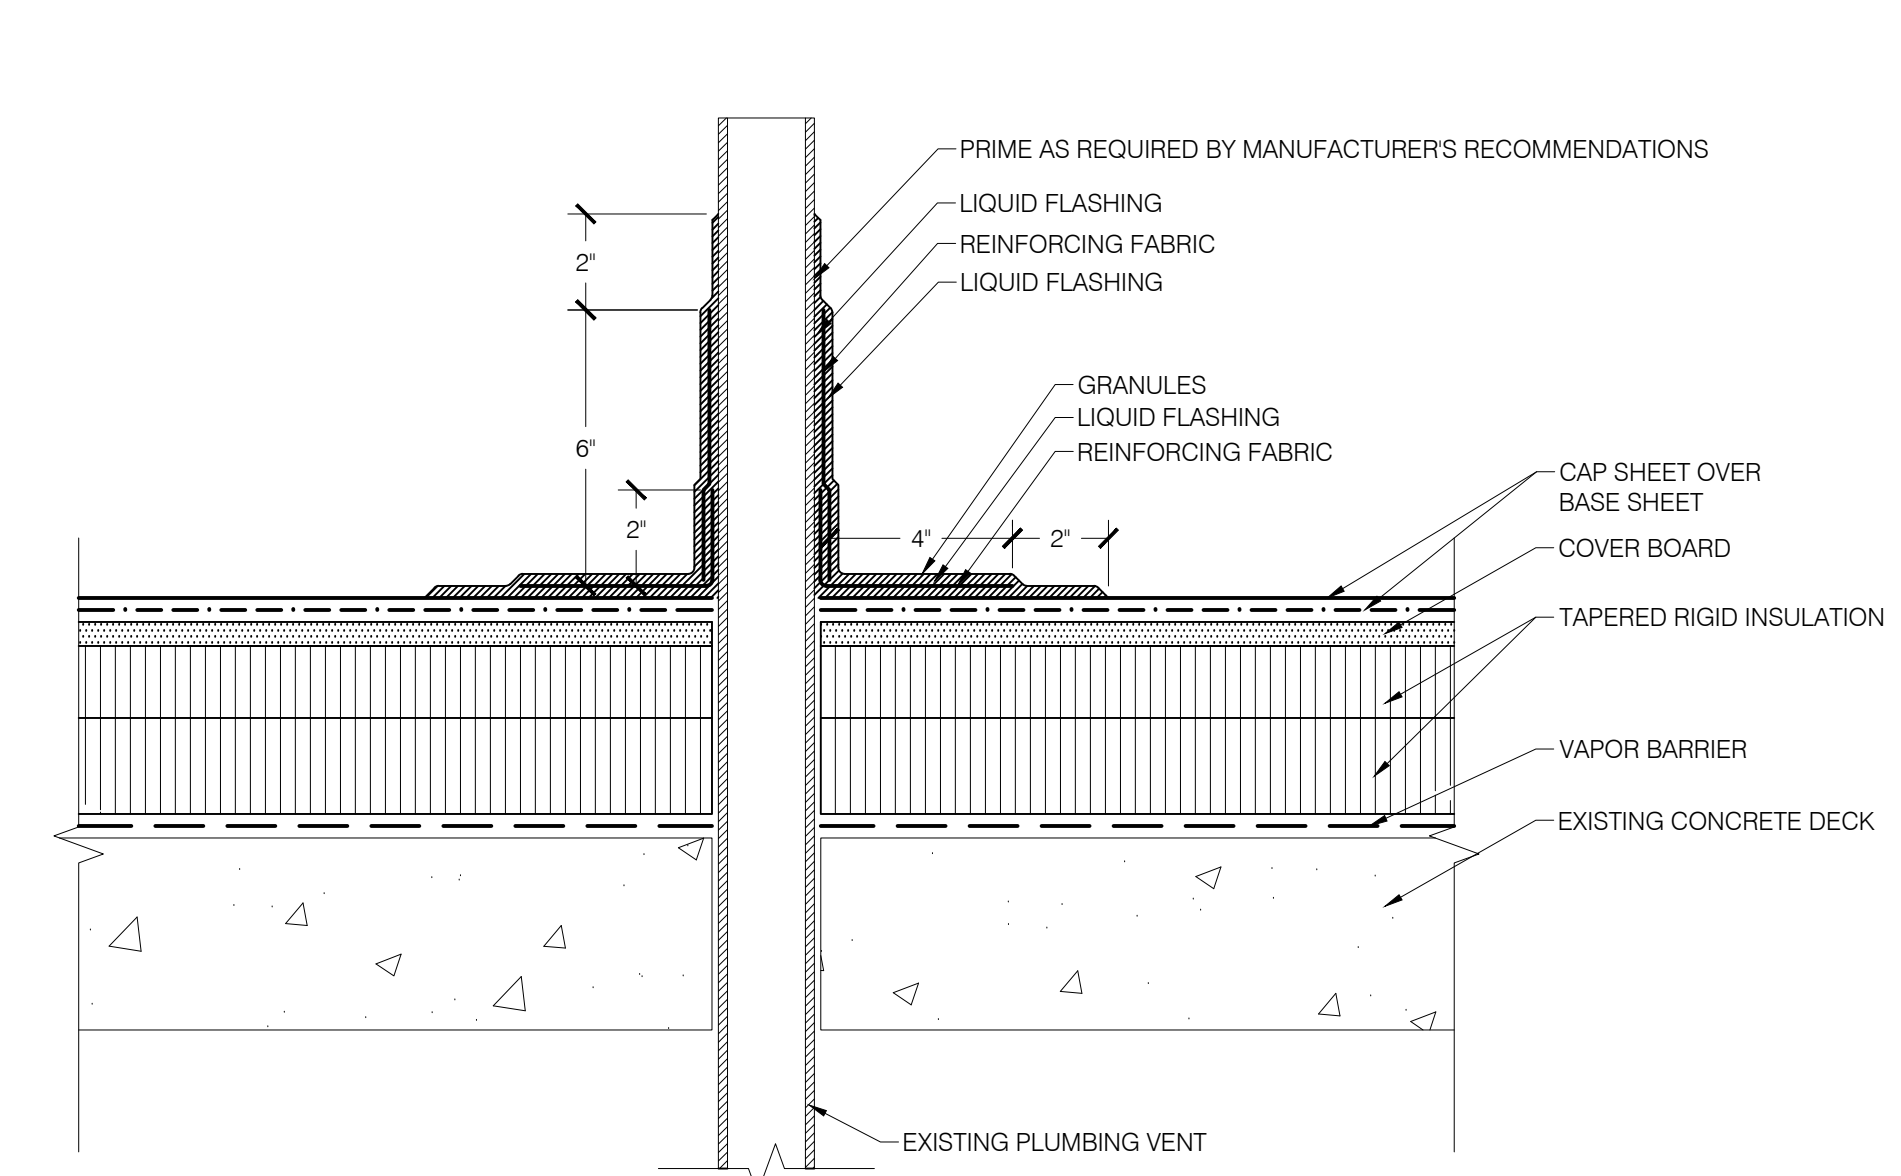 PRIME AS REQUIRED BY MANUFACTURER'S RECOMMENDATIONS
LIQUID FLASHING
REINFORCING FABRIC
2"
LIQUID FLASHING
GRANULES
LIQUID FLASHING
6"
REINFORCING FABRIC
CAP SHEET OVER
BASE SHEET
2"
4"
2"
COVER BOARD
TAPERED RIGID INSULATION
VAPOR BARRIER
EXISTING CONCRETE DECK
EXISTING PLUMBING VENT